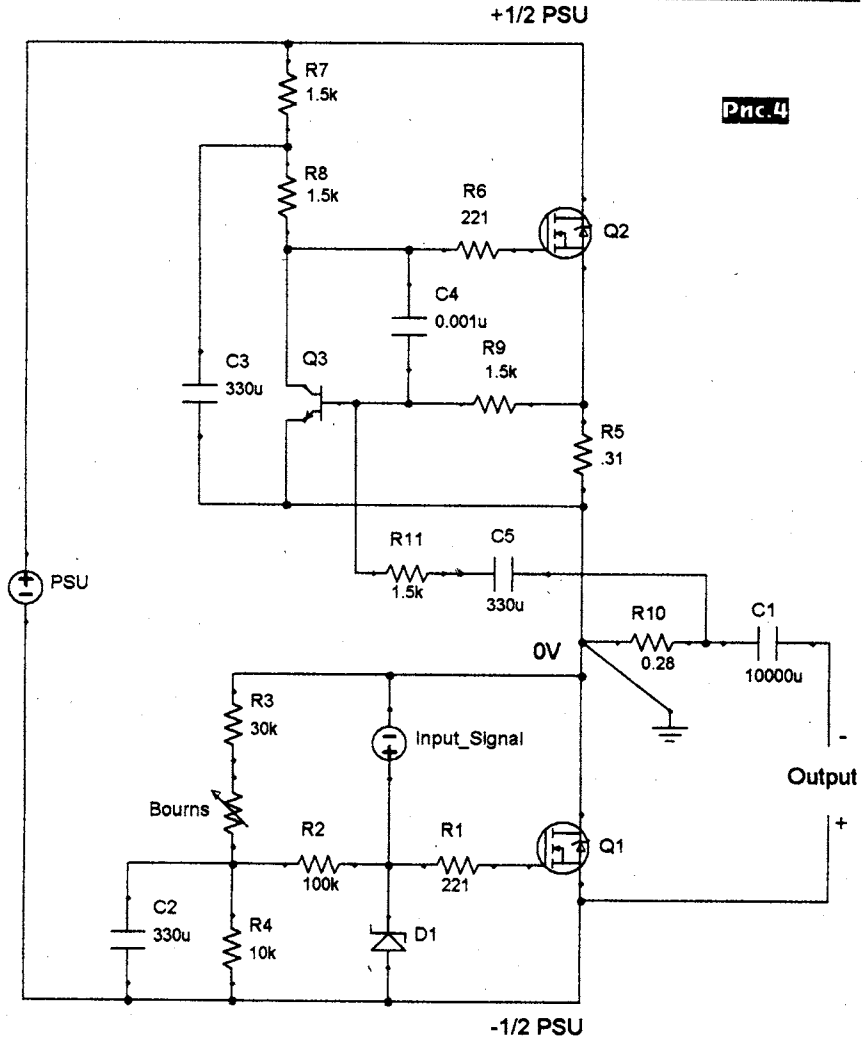 +1/2 PSU
R7
1.5k
Рис.4
R8
1.5k
R6
221
Q2
C4
0.001u
R9
1.5k
C3
330u
Q3
R5
.31
R11
1.5k
C5
330u
PSU
R10
0.28
C1
10000u
0V
R3
30k
Input_Signal
-
Output
+
Bourns
R2
100k
R1
221
Q1
C2
330u
R4
10k
D1
-1/2 PSU